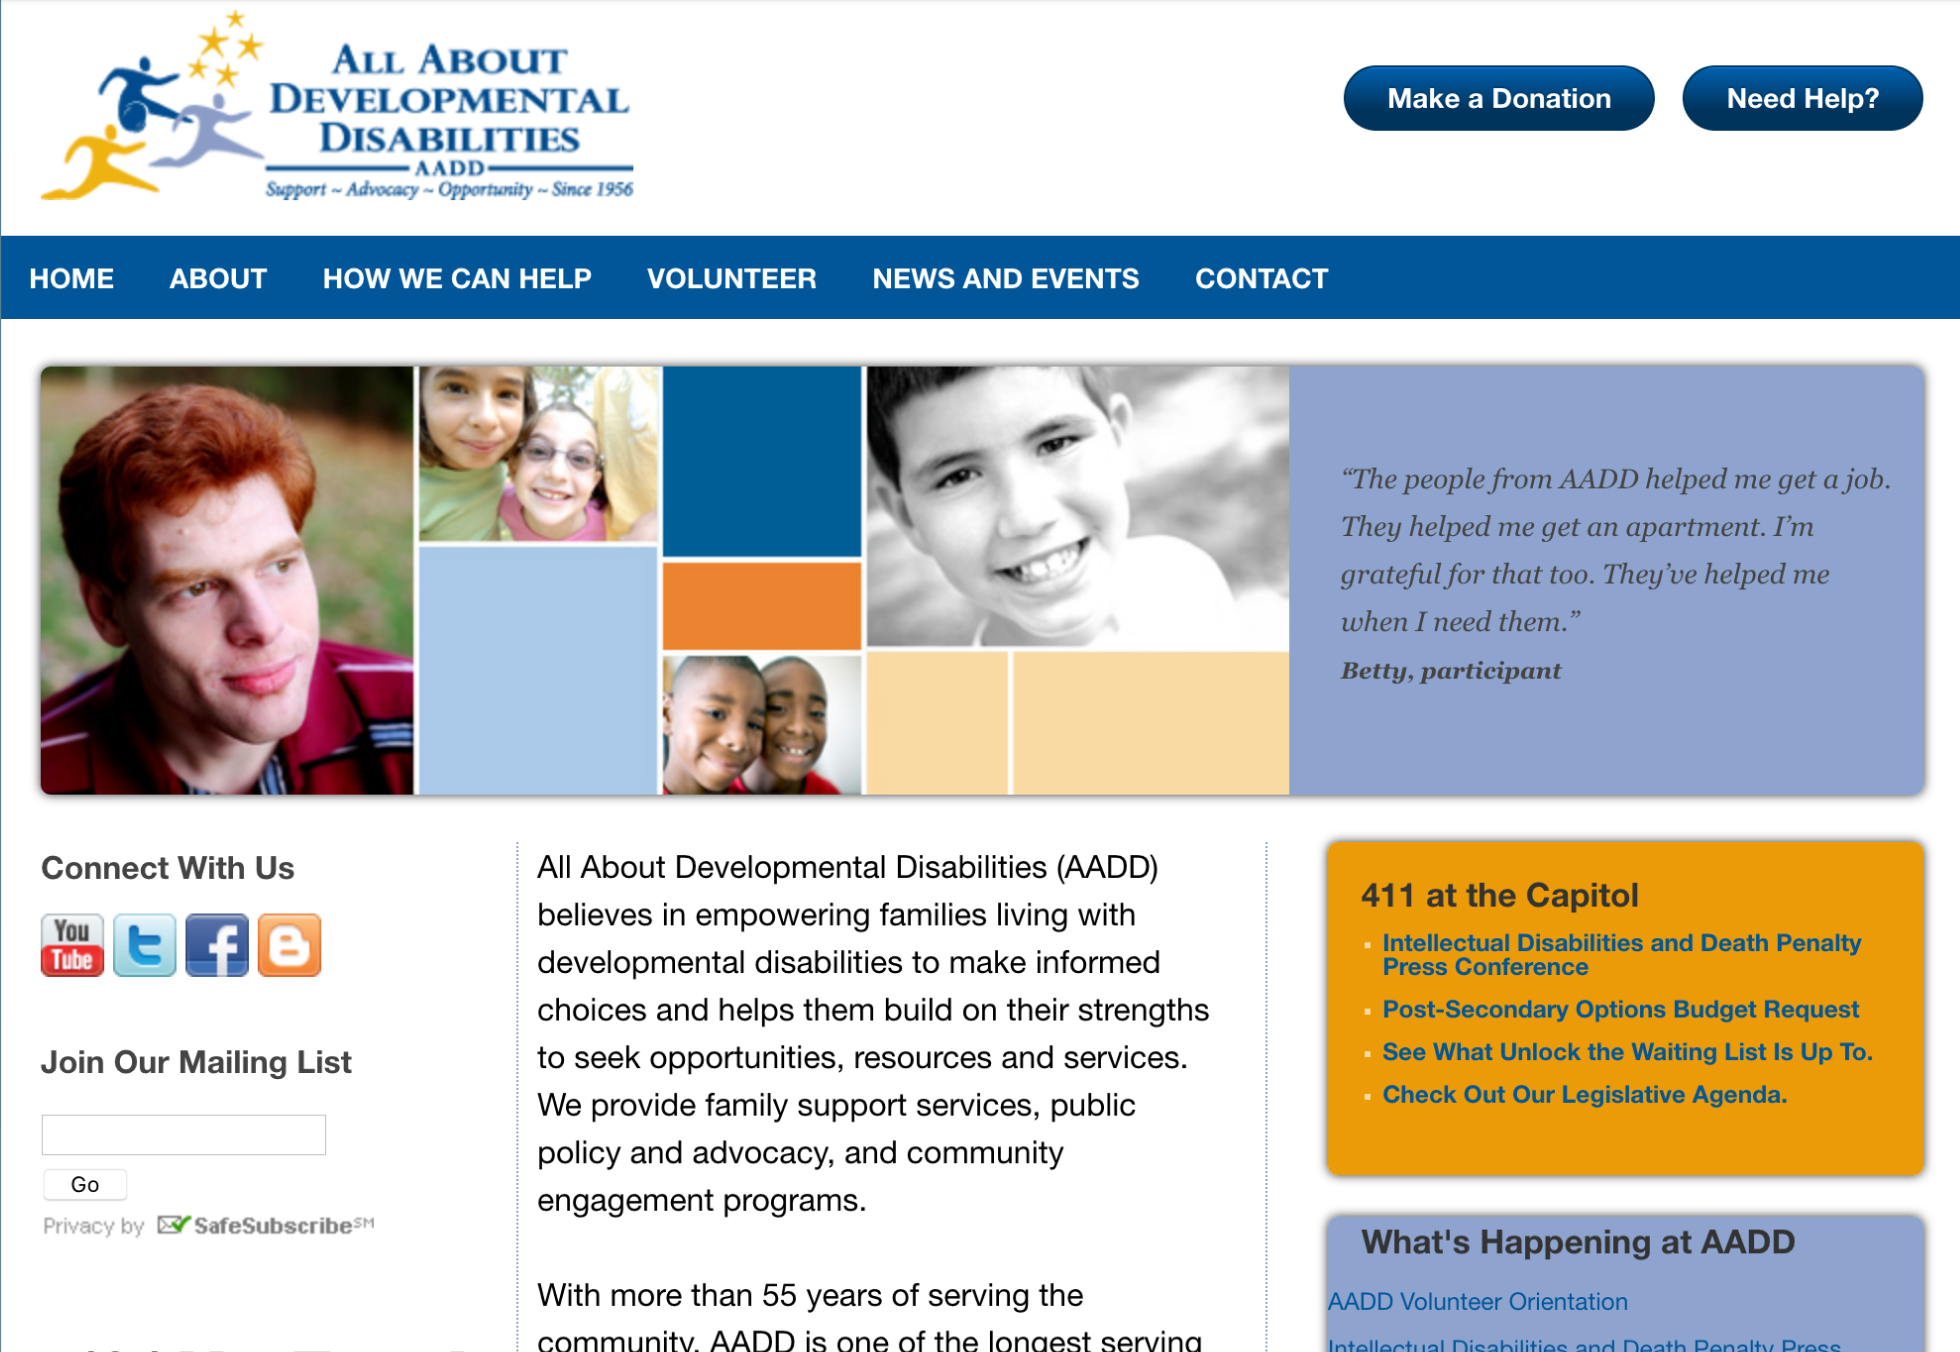 ALL ABOUT
DEVELOPMENTAL
DISABILITIES
AADD
Support ~ Advocacy ~ Opportunity ~ Since 1956
Make a Donation
Need Help?
HOME ABOUT HOW WE CAN HELP VOLUNTEER NEWS AND EVENTS CONTACT
“The people from AADD helped me get a job.
They helped me get an apartment. I’m
grateful for that too. They’ve helped me
when I need them.”
Betty, participant
Connect With Us
You
Tube
Join Our Mailing List
Go
Privacy by SafeSubscribe℠
All About Developmental Disabilities (AADD)
believes in empowering families living with
developmental disabilities to make informed
choices and helps them build on their strengths
to seek opportunities, resources and services.
We provide family support services, public
policy and advocacy, and community
engagement programs.
With more than 55 years of serving the
community, AADD is one of the longest serving
411 at the Capitol
Intellectual Disabilities and Death Penalty
Press Conference
Post-Secondary Options Budget Request
See What Unlock the Waiting List Is Up To.
Check Out Our Legislative Agenda.
What's Happening at AADD
AADD Volunteer Orientation
Intellectual Disabilities and Death Penalty Press